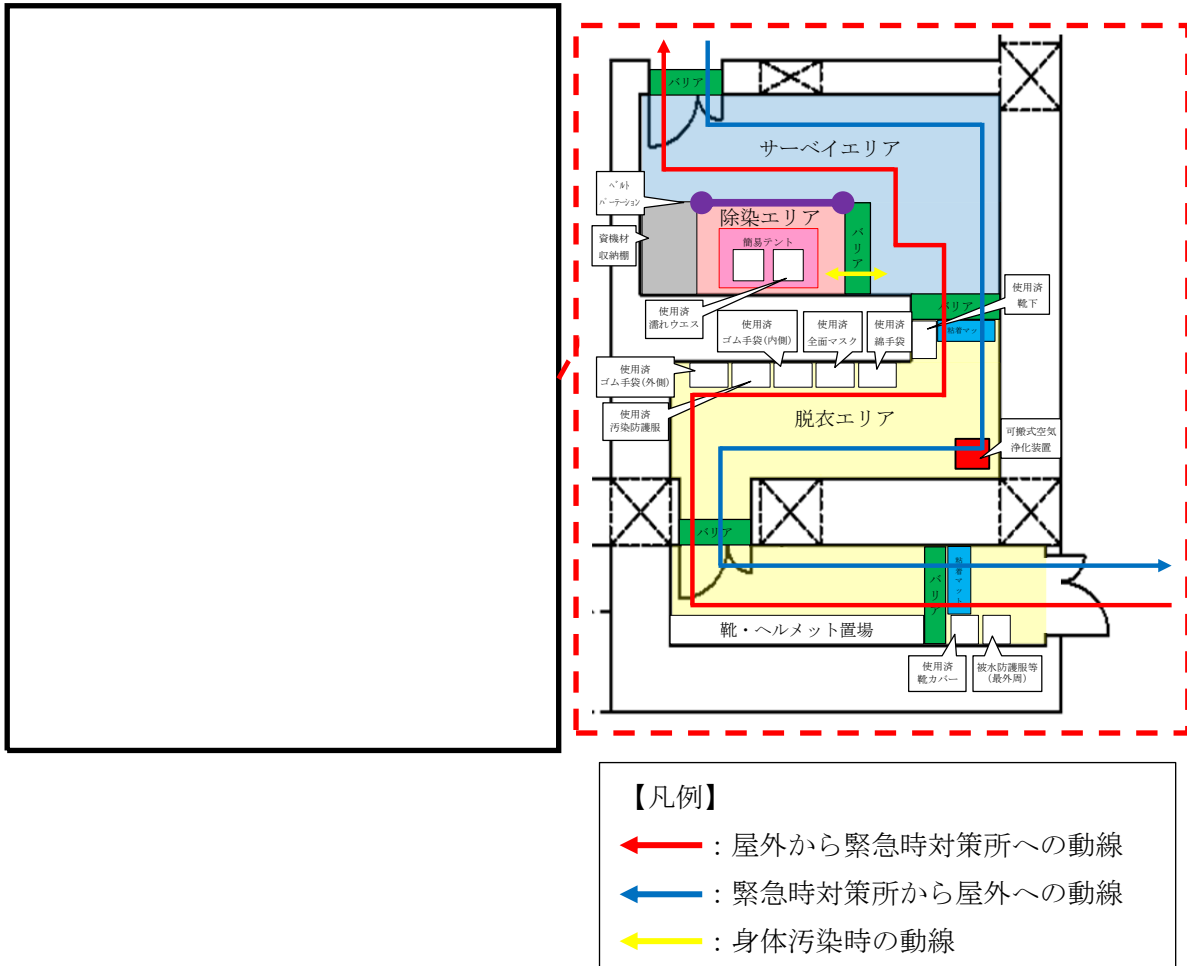 バリア
サーベイエリア
ベルト
パーテーション
資機材
収納棚
除染エリア
簡易テント
バリア
使用済
濡れウエス
使用済
靴下
バリア
粘着マット
使用済
ゴム手袋(内側)
使用済
全面マスク
使用済
綿手袋
使用済
ゴム手袋(外側)
使用済
汚染防護服
脱衣エリア
可搬式空気
浄化装置
バリア
バリア
粘着マット
靴・ヘルメット置場
使用済
靴カバー
被水防護服等
(最外周)
【凡例】
：屋外から緊急時対策所への動線
：緊急時対策所から屋外への動線
：身体汚染時の動線